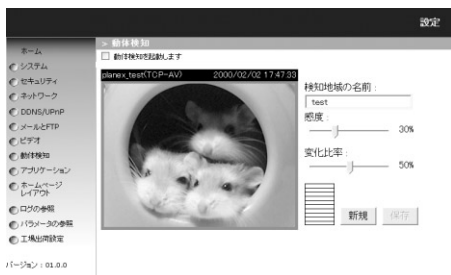 設定
ホーム
システム
セキュリティ
ネットワーク
DDNS/UPnP
メールとFTP
ビデオ
動体検知
アプリケーション
ホームページ
レイアウト
ログの参照
パラメータの参照
工場出荷設定
バージョン : 01.0.0
> 動体検知
動体検知を起動します
planex_test(TCP-AV) 2000/02/02 17:47:33
検知地域の名前 :
test
感度 :
30%
変化比率 :
50%
新規 保存